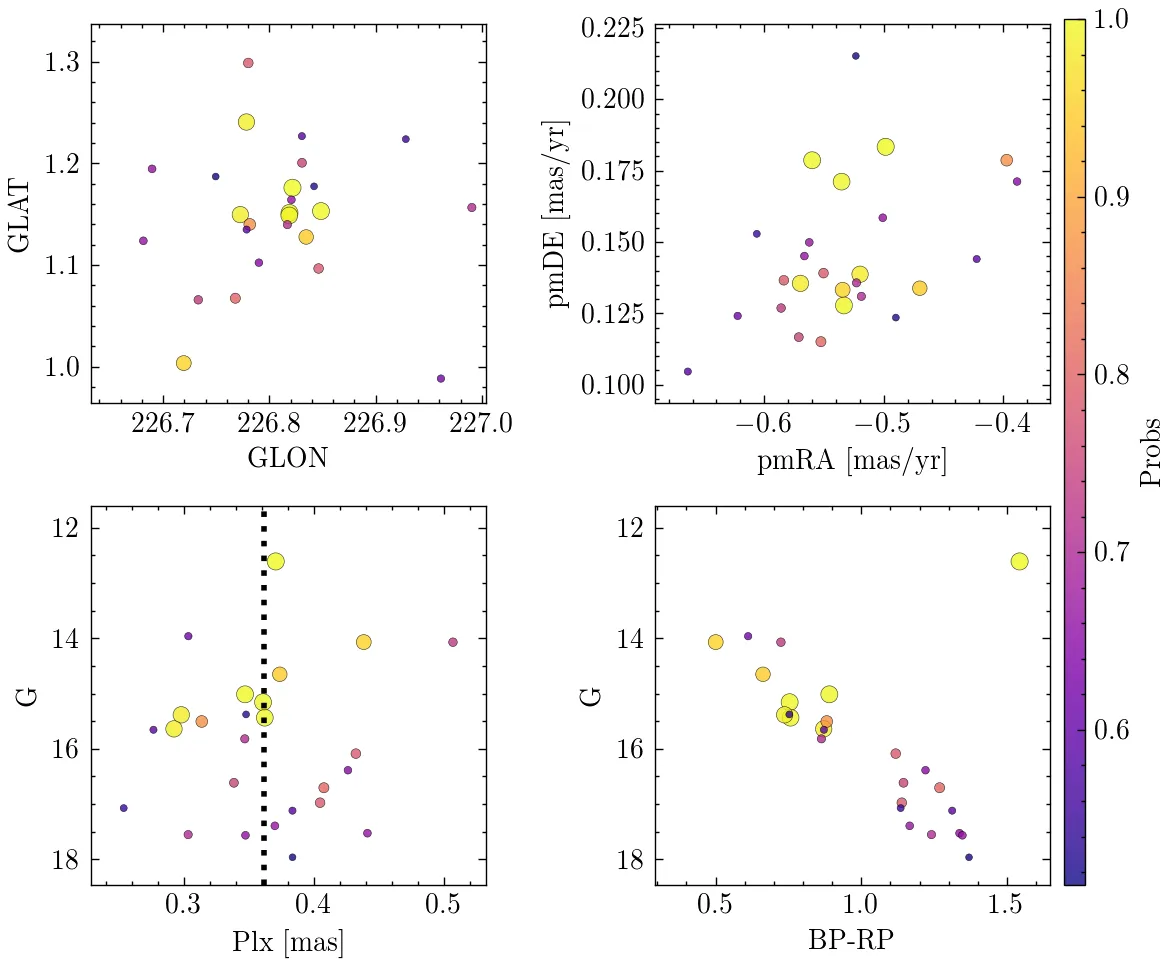 1.3
1.2
1.1
1.0
GLAT
226.7 226.8 226.9 227.0
GLON
0.225
0.200
0.175
0.150
0.125
0.100
pmDE [mas/yr]
−0.6 −0.5 −0.4
pmRA [mas/yr]
1.0
0.9
0.8
0.7
0.6
Probs
12
14
16
18
G
0.3 0.4 0.5
Plx [mas]
12
14
16
18
G
0.5 1.0 1.5
BP-RP